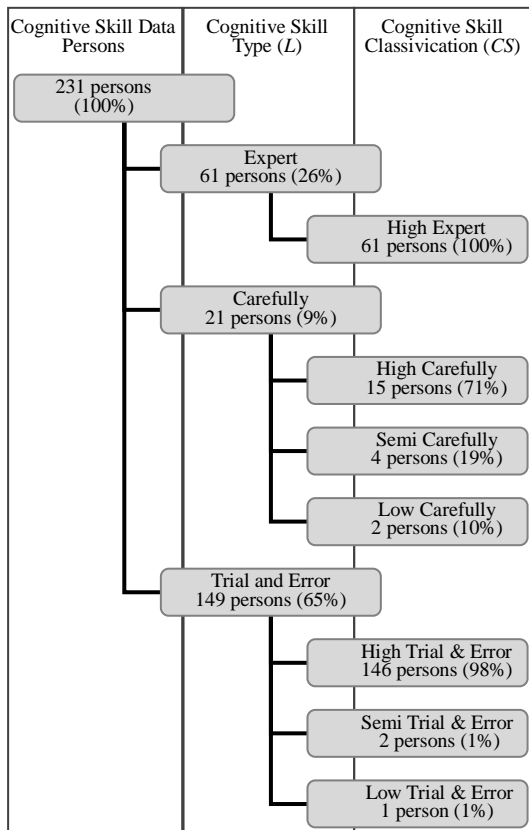 Cognitive Skill Data
Persons
Cognitive Skill
Type (L)
Cognitive Skill
Classivication (CS)
231 persons
(100%)
Expert
61 persons (26%)
High Expert
61 persons (100%)
Carefully
21 persons (9%)
High Carefully
15 persons (71%)
Semi Carefully
4 persons (19%)
Low Carefully
2 persons (10%)
Trial and Error
149 persons (65%)
High Trial & Error
146 persons (98%)
Semi Trial & Error
2 persons (1%)
Low Trial & Error
1 person (1%)